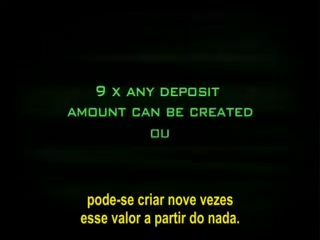 9 x any deposit
amount can be created
ou
pode-se criar nove vezes
esse valor a partir do nada.